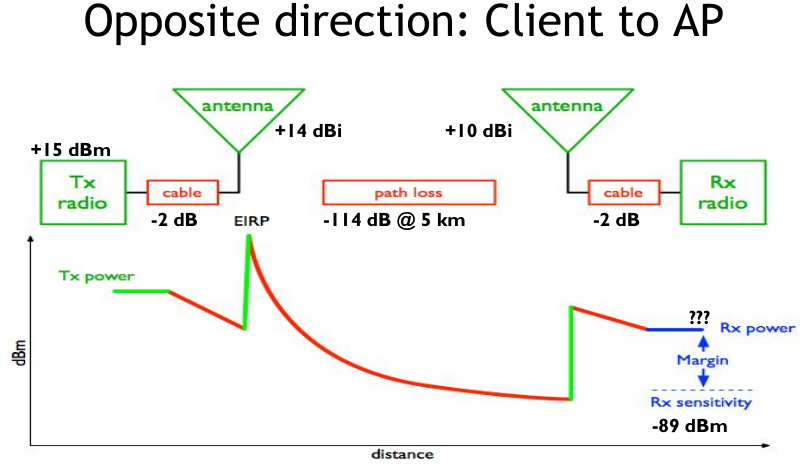 Opposite direction: Client to AP
antenna
antenna
+14 dBi
+10 dBi
+15 dBm
Tx
radio
cable
path loss
cable
Rx
radio
-2 dB
EIRP
-114 dB @ 5 km
-2 dB
Tx power
???
Rx power
Margin
dBm
Rx sensitivity
-89 dBm
distance